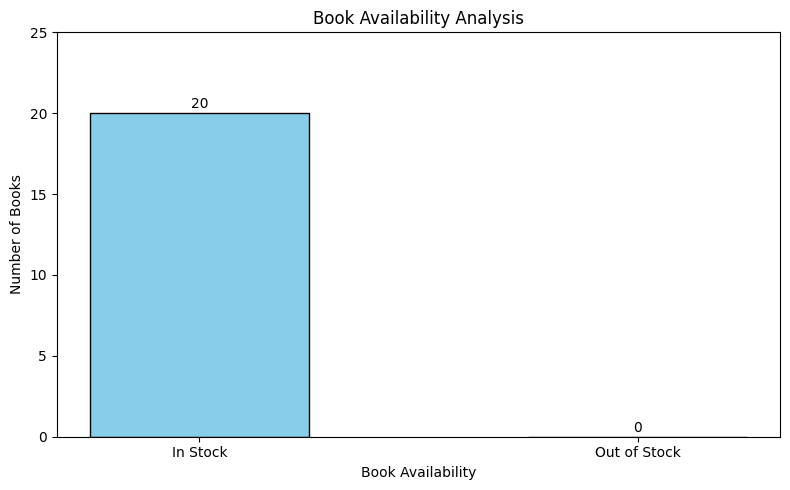 Book Availability Analysis
25
20
20
15
10
5
0
0
Number of Books
In Stock
Out of Stock
Book Availability